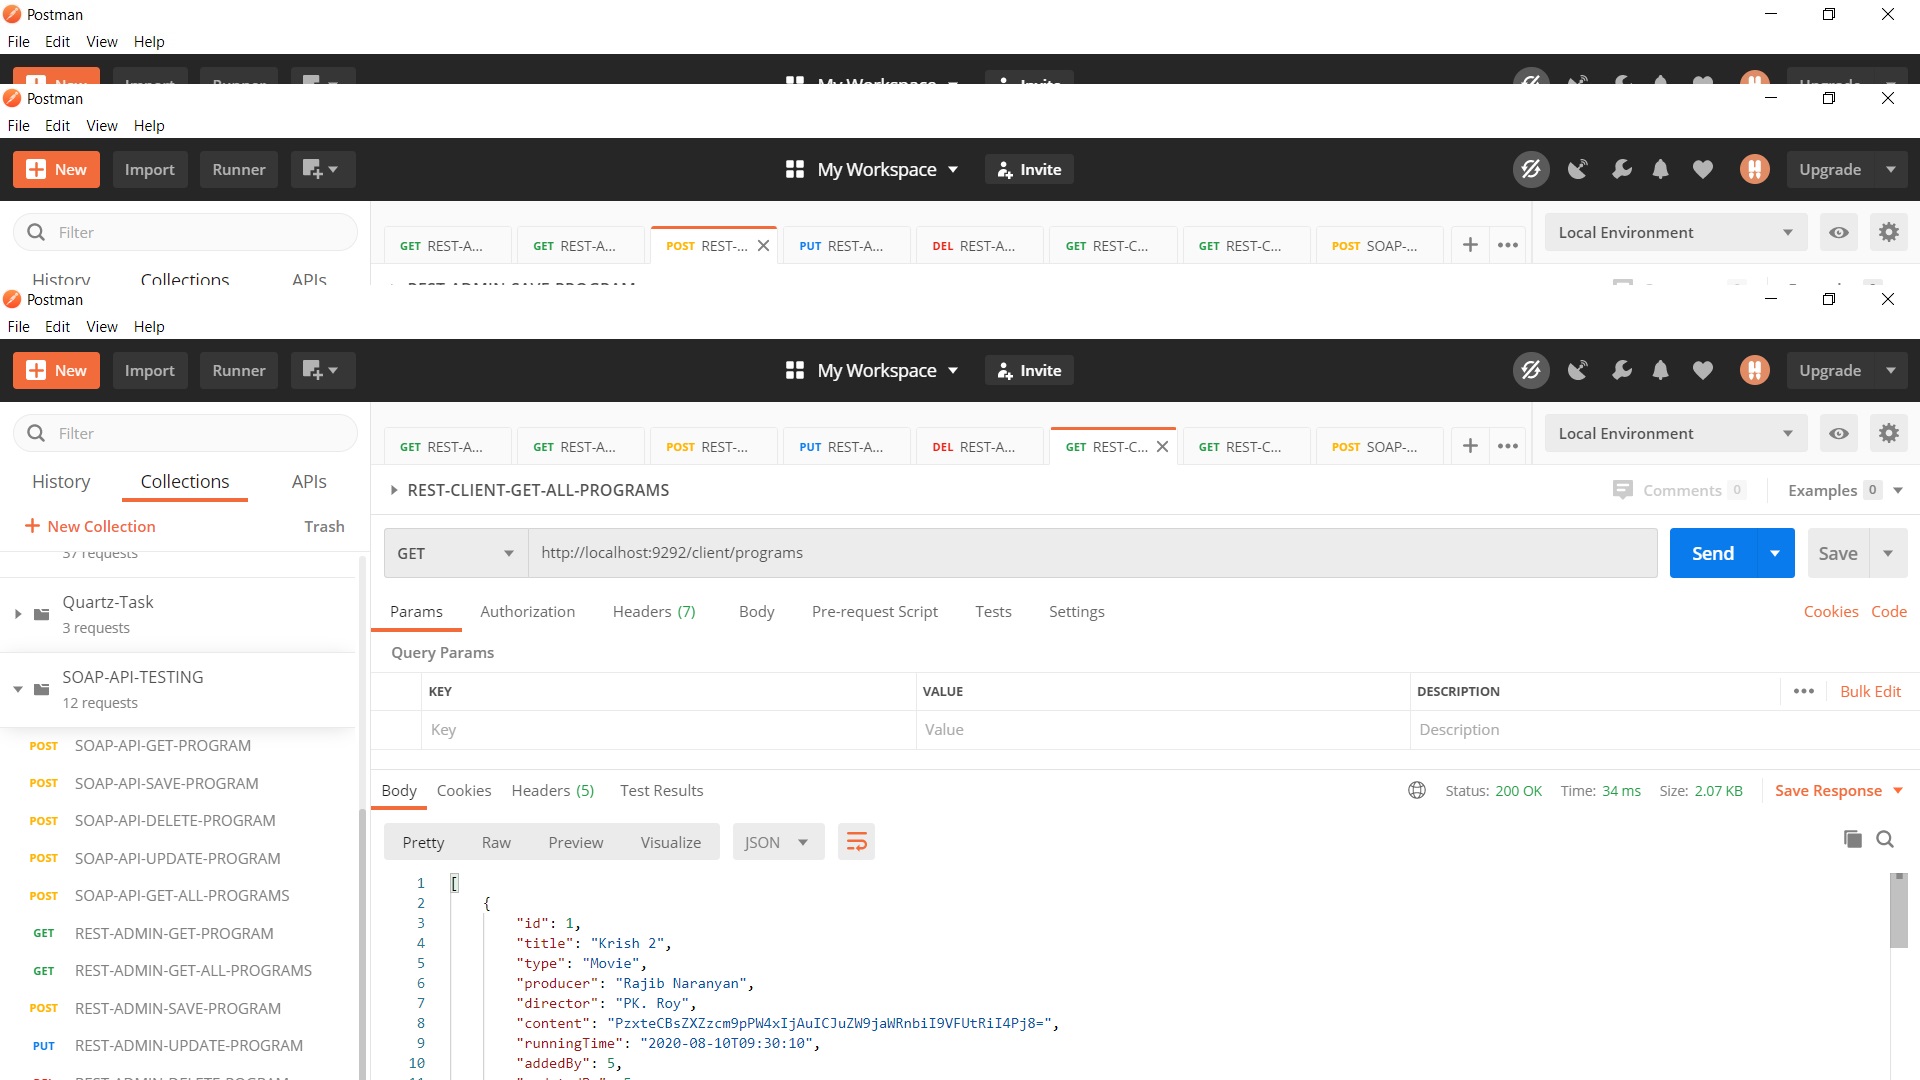 Postman
File Edit View Help
New Import Runner My Workspace Invite Upgrade
Postman
File Edit View Help
New Import Runner My Workspace Invite Upgrade
Filter
GET REST-A... GET REST-A... POST REST-... PUT REST-A... DEL REST-A... GET REST-C... GET REST-C... POST SOAP-... Local Environment
History Collections APIs
REST-ADMIN-SAVE-PROGRAM
Postman
File Edit View Help
New Import Runner My Workspace Invite Upgrade
Filter
GET REST-A... GET REST-A... POST REST-... PUT REST-A... DEL REST-A... GET REST-C... GET REST-C... POST SOAP-... Local Environment
History Collections APIs
REST-CLIENT-GET-ALL-PROGRAMS Comments 0 Examples 0
New Collection Trash
37 requests
GET http://localhost:9292/client/programs Send Save
Quartz-Task
3 requests
Params Authorization Headers (7) Body Pre-request Script Tests Settings Cookies Code
Query Params
SOAP-API-TESTING
12 requests
KEY VALUE DESCRIPTION Bulk Edit
Key Value Description
POST SOAP-API-GET-PROGRAM
POST SOAP-API-SAVE-PROGRAM
POST SOAP-API-DELETE-PROGRAM
POST SOAP-API-UPDATE-PROGRAM
POST SOAP-API-GET-ALL-PROGRAMS
GET REST-ADMIN-GET-PROGRAM
GET REST-ADMIN-GET-ALL-PROGRAMS
POST REST-ADMIN-SAVE-PROGRAM
PUT REST-ADMIN-UPDATE-PROGRAM
Body Cookies Headers (5) Test Results Status: 200 OK Time: 34 ms Size: 2.07 KB Save Response
Pretty Raw Preview Visualize JSON
1 [
2 {
3 "id": 1,
4 "title": "Krish 2",
5 "type": "Movie",
6 "producer": "Rajib Naranyan",
7 "director": "PK. Roy",
8 "content": "PzxteCBsZXZzcm9pPW4xIjAuICJuZW9jaWRnbiI9VFUtRiI4Pj8=",
9 "runningTime": "2020-08-10T09:30:10",
10 "addedBy": 5,